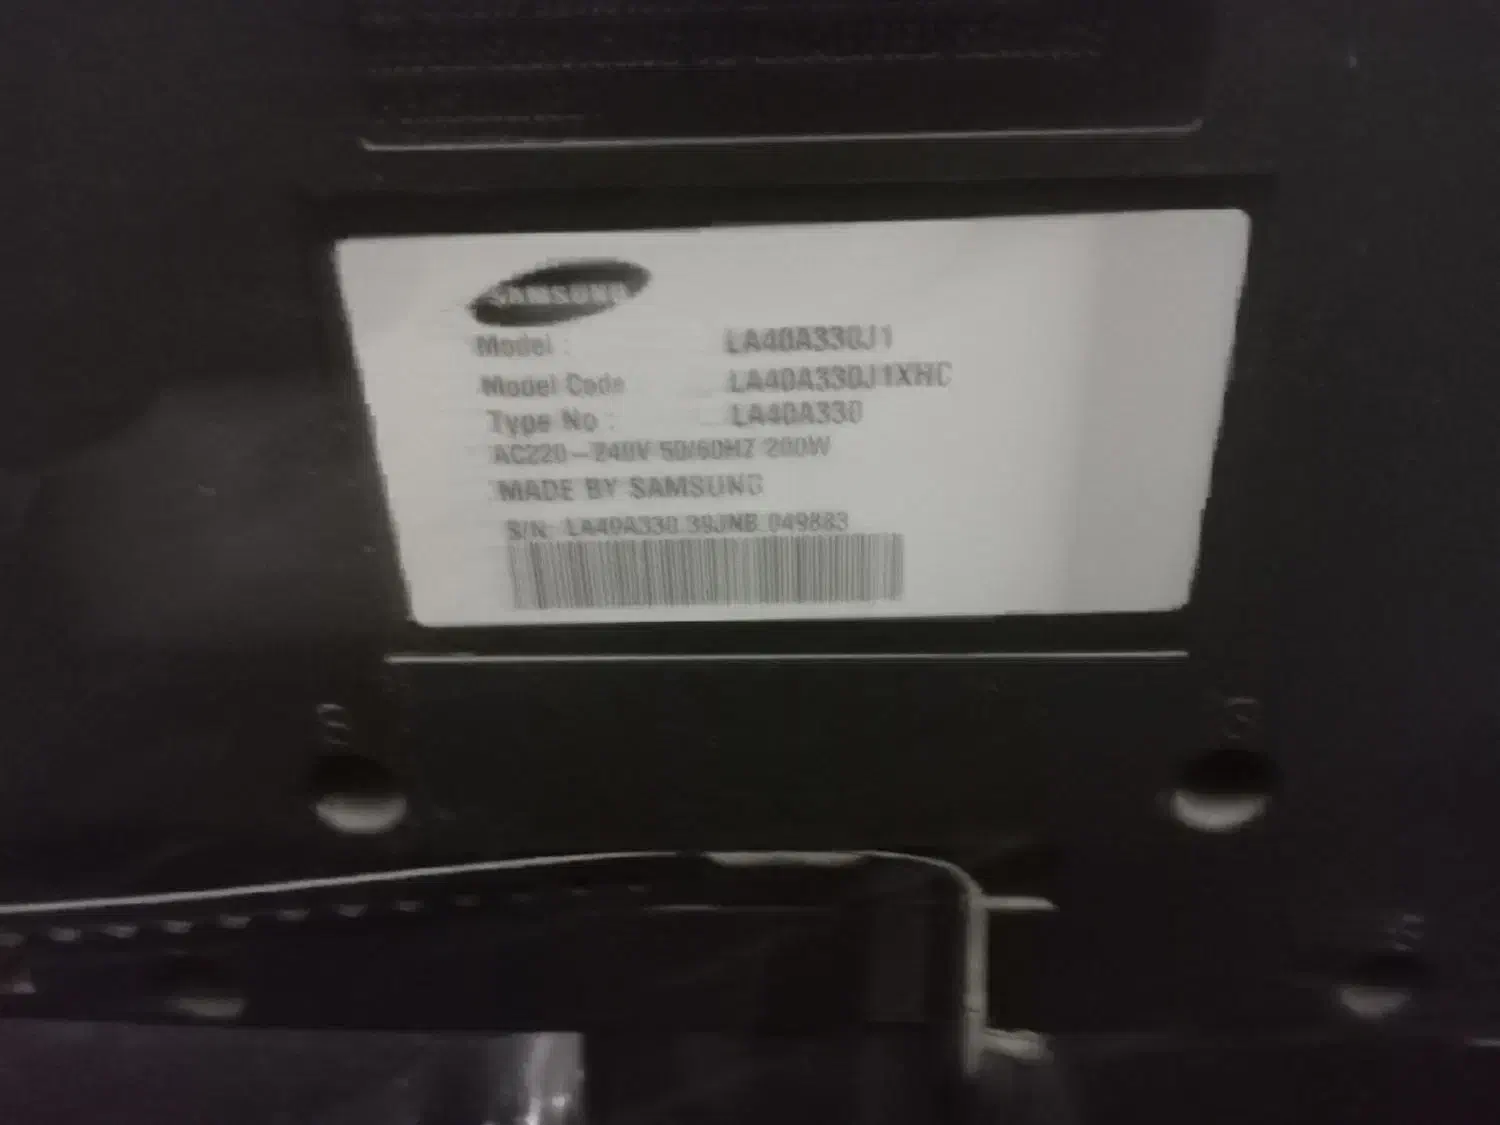 SAMSUNG
Model : LA40A330J1
Model Code LA40A330J1XHC
Type No : LA40A330
AC220-240V 50/60HZ 200W
MADE BY SAMSUNG
S/N: LA40A330 39JNB 049883